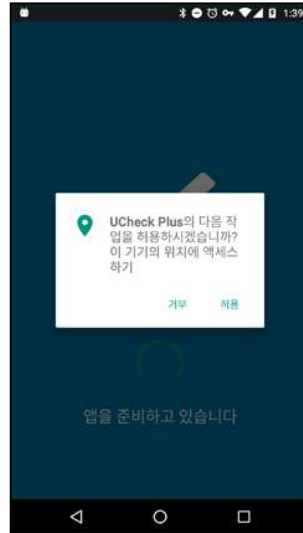 1:39
UCheck Plus의 다음 작
업을 허용하시겠습니까?
이 기기의 위치에 액세스
하기
거부
허용
앱을 준비하고 있습니다